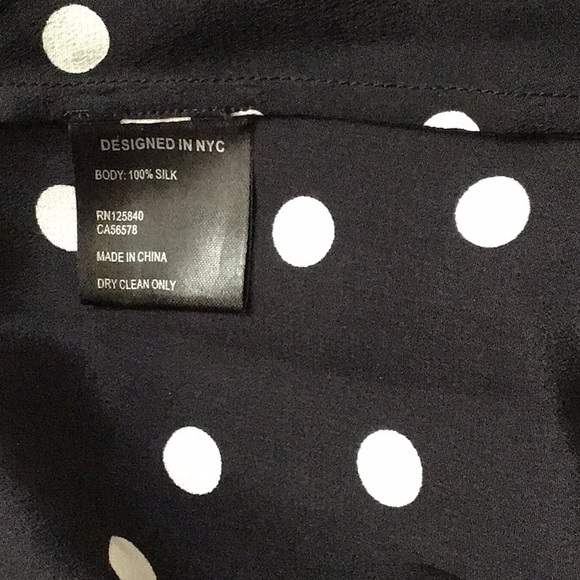 DESIGNED IN NYC
BODY: 100% SILK
RN125840
CA56578
MADE IN CHINA
DRY CLEAN ONLY